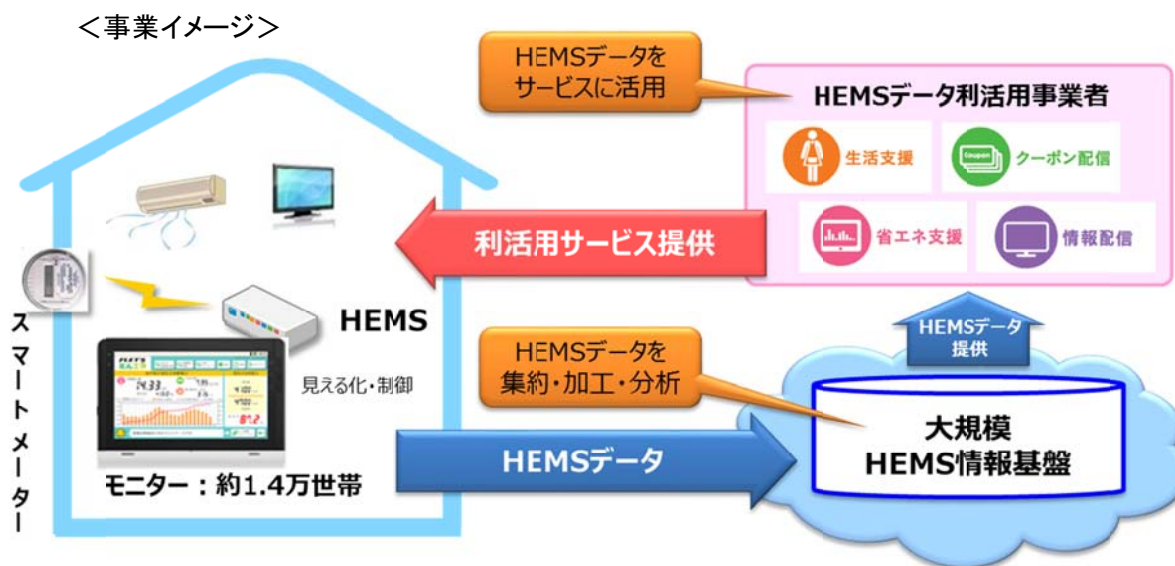 ＜事業イメージ＞
HEMSデータを
サービスに活用
HEMSデータ利活用事業者
生活支援
Coupon
クーポン配信
省エネ支援
情報配信
利活用サービス提供
スマートメーター
HEMS
見える化・制御
モニター：約1.4万世帯
HEMSデータを
集約・加工・分析
HEMSデータ
提供
HEMSデータ
大規模
HEMS情報基盤